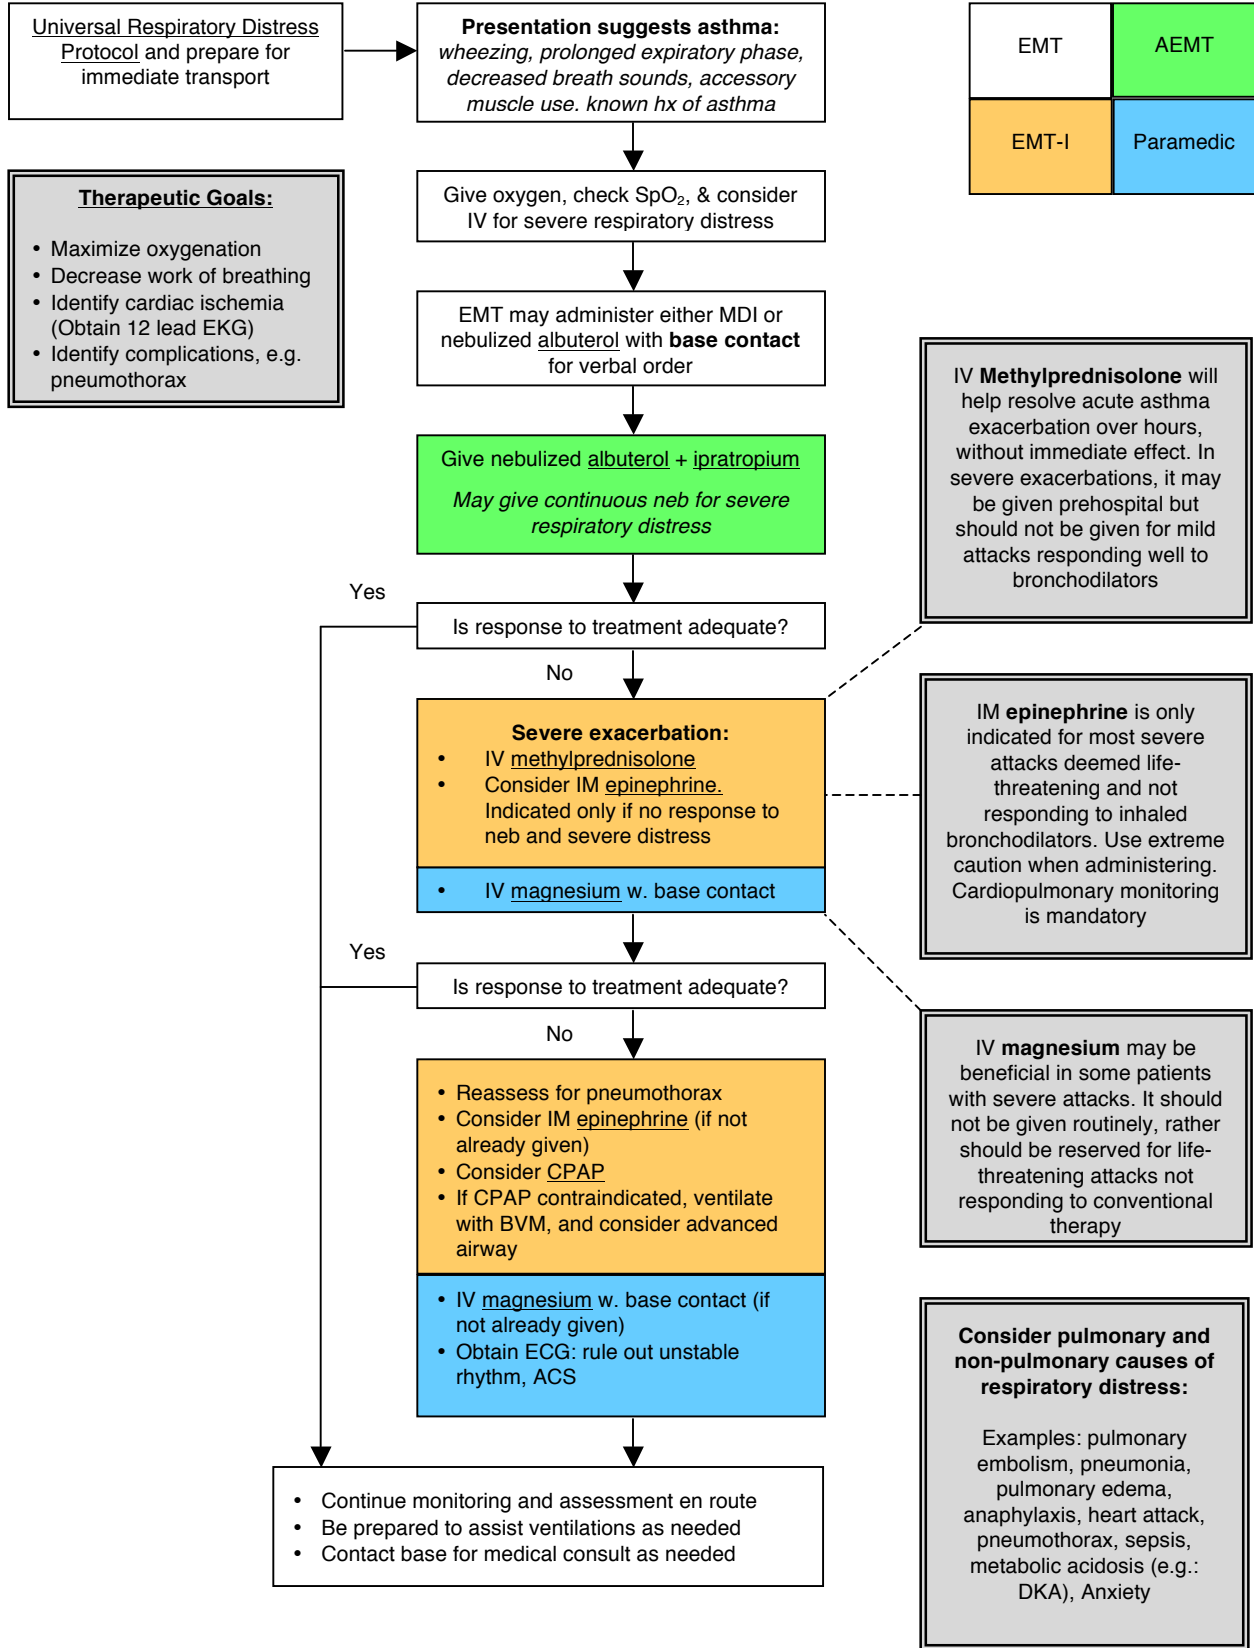 Universal Respiratory Distress
Protocol and prepare for
immediate transport
Presentation suggests asthma:
wheezing, prolonged expiratory phase,
decreased breath sounds, accessory
muscle use. known hx of asthma
EMT
AEMT
EMT-I
Paramedic
Therapeutic Goals:
• Maximize oxygenation
• Decrease work of breathing
• Identify cardiac ischemia
(Obtain 12 lead EKG)
• Identify complications, e.g.
pneumothorax
Give oxygen, check SpO₂, & consider
IV for severe respiratory distress
EMT may administer either MDI or
nebulized albuterol with base contact
for verbal order
Give nebulized albuterol + ipratropium
May give continuous neb for severe
respiratory distress
Yes
Is response to treatment adequate?
No
Severe exacerbation:
• IV methylprednisolone
• Consider IM epinephrine.
Indicated only if no response to
neb and severe distress
• IV magnesium w. base contact
Yes
Is response to treatment adequate?
No
• Reassess for pneumothorax
• Consider IM epinephrine (if not
already given)
• Consider CPAP
• If CPAP contraindicated, ventilate
with BVM, and consider advanced
airway
• IV magnesium w. base contact (if
not already given)
• Obtain ECG: rule out unstable
rhythm, ACS
• Continue monitoring and assessment en route
• Be prepared to assist ventilations as needed
• Contact base for medical consult as needed
IV Methylprednisolone will
help resolve acute asthma
exacerbation over hours,
without immediate effect. In
severe exacerbations, it may
be given prehospital but
should not be given for mild
attacks responding well to
bronchodilators
IM epinephrine is only
indicated for most severe
attacks deemed life-
threatening and not
responding to inhaled
bronchodilators. Use extreme
caution when administering.
Cardiopulmonary monitoring
is mandatory
IV magnesium may be
beneficial in some patients
with severe attacks. It should
not be given routinely, rather
should be reserved for life-
threatening attacks not
responding to conventional
therapy
Consider pulmonary and
non-pulmonary causes of
respiratory distress:
Examples: pulmonary
embolism, pneumonia,
pulmonary edema,
anaphylaxis, heart attack,
pneumothorax, sepsis,
metabolic acidosis (e.g.:
DKA), Anxiety